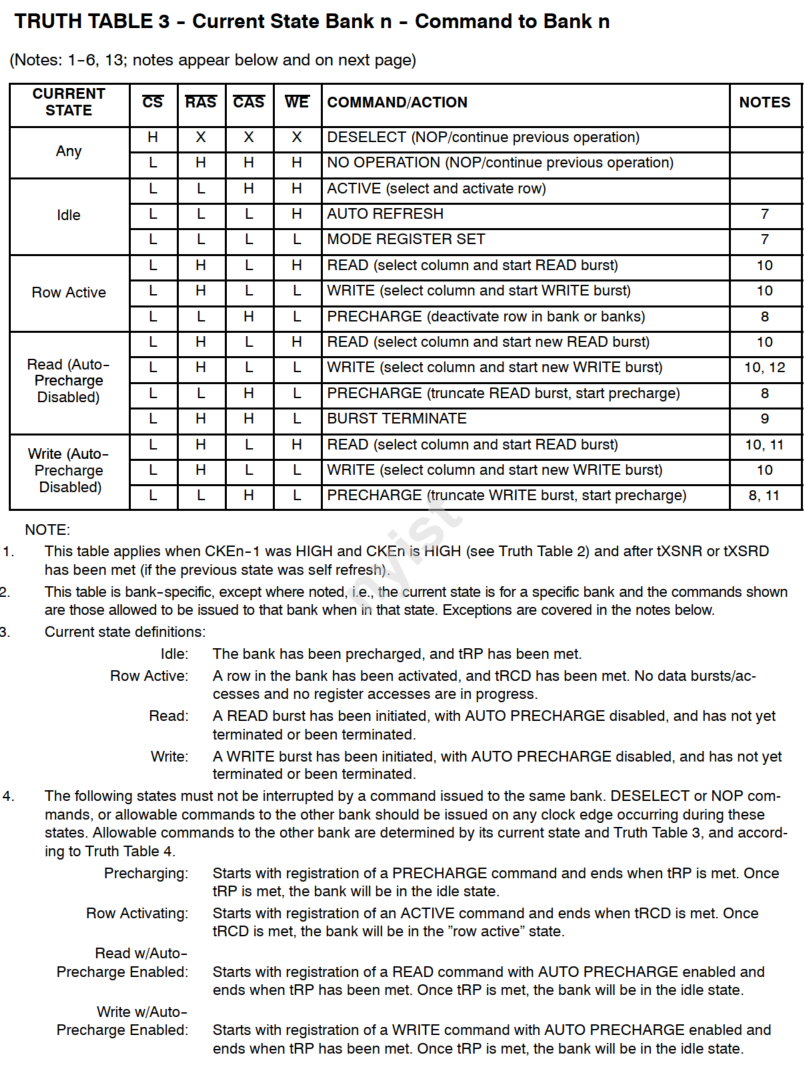 TRUTH TABLE 3 - Current State Bank n - Command to Bank n
(Notes: 1-6, 13; notes appear below and on next page)
CURRENT STATE CS RAS CAS WE COMMAND/ACTION NOTES
Any H X X X DESELECT (NOP/continue previous operation)
L H H H NO OPERATION (NOP/continue previous operation)
Idle L L H H ACTIVE (select and activate row)
L L L H AUTO REFRESH 7
L L L L MODE REGISTER SET 7
Row Active L H L H READ (select column and start READ burst) 10
L H L L WRITE (select column and start WRITE burst) 10
L L H L PRECHARGE (deactivate row in bank or banks) 8
Read (Auto-Precharge Disabled) L H L H READ (select column and start new READ burst) 10
L H L L WRITE (select column and start new WRITE burst) 10, 12
L L H L PRECHARGE (truncate READ burst, start precharge) 8
L H H L BURST TERMINATE 9
Write (Auto-Precharge Disabled) L H L H READ (select column and start READ burst) 10, 11
L H L L WRITE (select column and start new WRITE burst) 10
L L H L PRECHARGE (truncate WRITE burst, start precharge) 8, 11
nyist
NOTE:
1. This table applies when CKEn-1 was HIGH and CKEn is HIGH (see Truth Table 2) and after tXSNR or tXSRD
has been met (if the previous state was self refresh).
2. This table is bank-specific, except where noted, i.e., the current state is for a specific bank and the commands shown
are those allowed to be issued to that bank when in that state. Exceptions are covered in the notes below.
3. Current state definitions:
Idle: The bank has been precharged, and tRP has been met.
Row Active: A row in the bank has been activated, and tRCD has been met. No data bursts/ac-
cesses and no register accesses are in progress.
Read: A READ burst has been initiated, with AUTO PRECHARGE disabled, and has not yet
terminated or been terminated.
Write: A WRITE burst has been initiated, with AUTO PRECHARGE disabled, and has not yet
terminated or been terminated.
4. The following states must not be interrupted by a command issued to the same bank. DESELECT or NOP com-
mands, or allowable commands to the other bank should be issued on any clock edge occurring during these
states. Allowable commands to the other bank are determined by its current state and Truth Table 3, and accord-
ing to Truth Table 4.
Precharging: Starts with registration of a PRECHARGE command and ends when tRP is met. Once
tRP is met, the bank will be in the idle state.
Row Activating: Starts with registration of an ACTIVE command and ends when tRCD is met. Once
tRCD is met, the bank will be in the "row active" state.
Read w/Auto-
Precharge Enabled: Starts with registration of a READ command with AUTO PRECHARGE enabled and
ends when tRP has been met. Once tRP is met, the bank will be in the idle state.
Write w/Auto-
Precharge Enabled: Starts with registration of a WRITE command with AUTO PRECHARGE enabled and
ends when tRP has been met. Once tRP is met, the bank will be in the idle state.